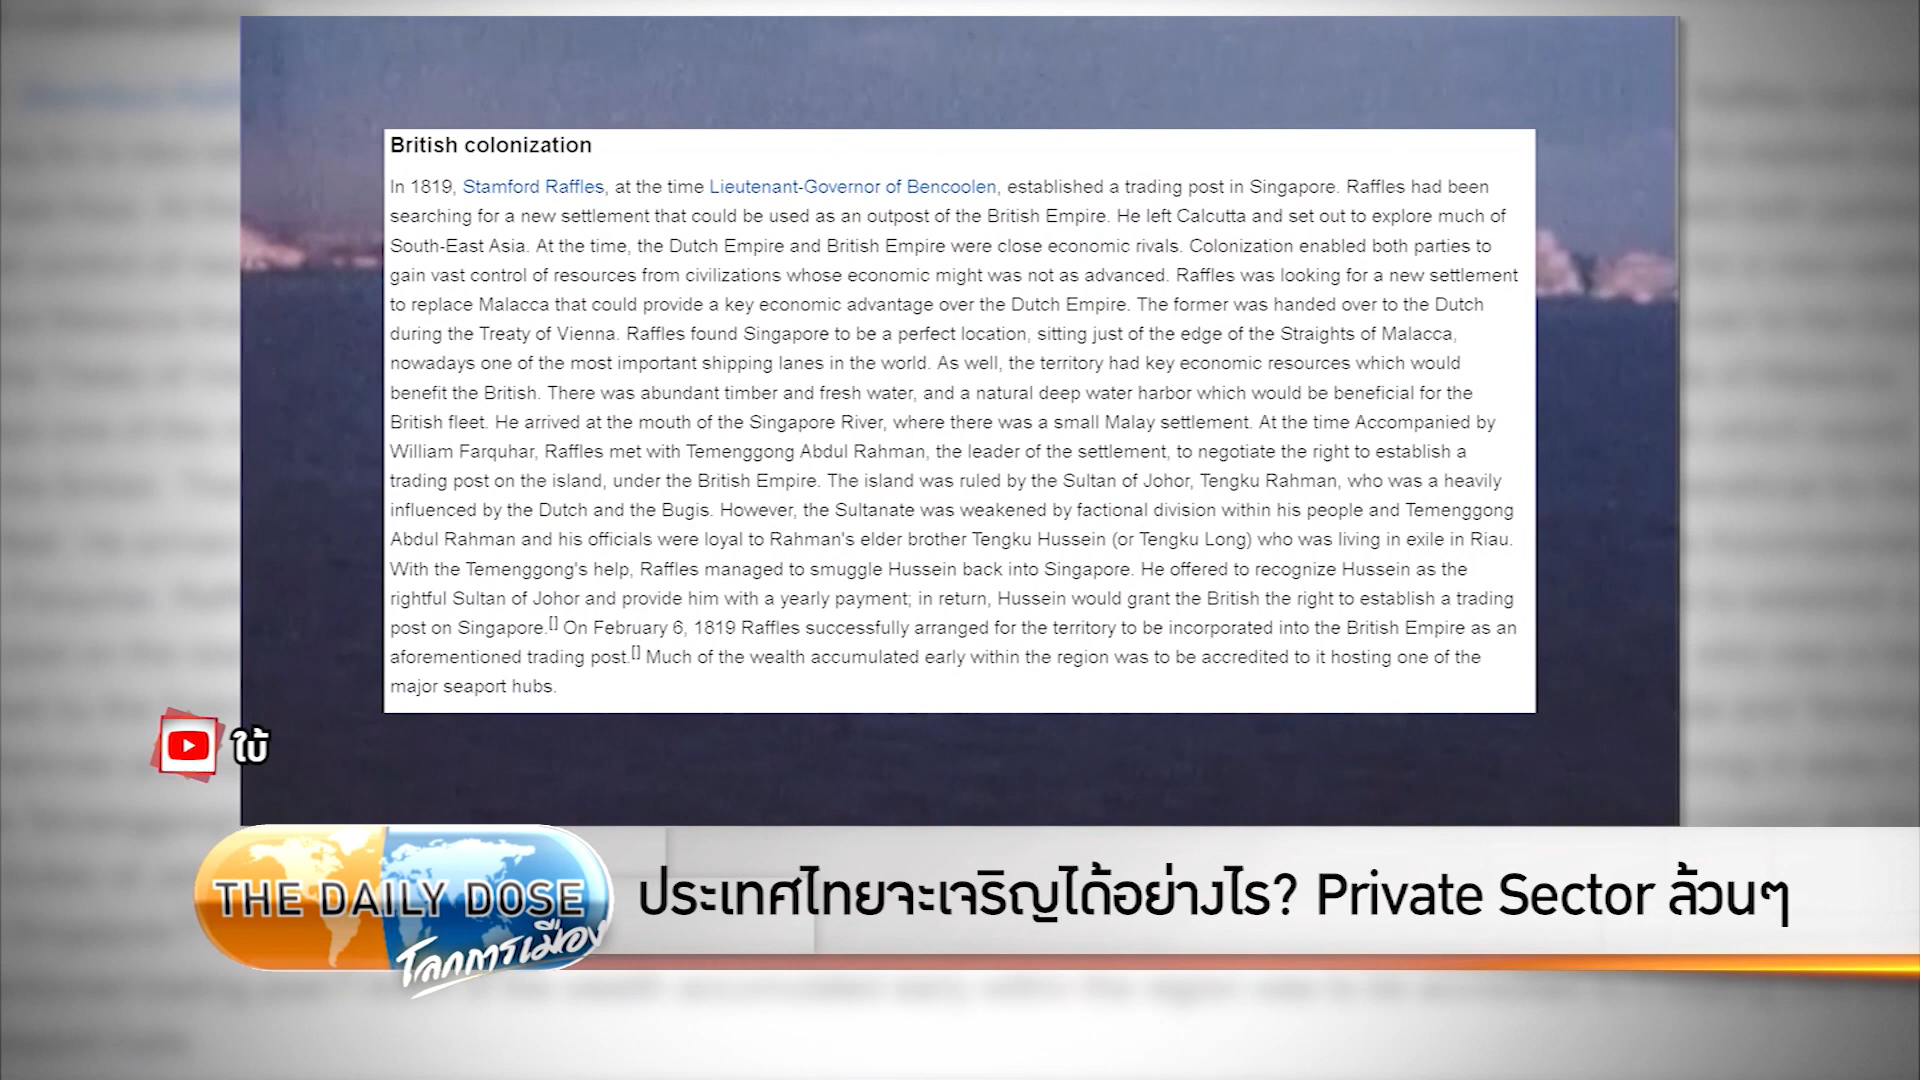 British colonization
In 1819, Stamford Raffles, at the time Lieutenant-Governor of Bencoolen, established a trading post in Singapore. Raffles had been
searching for a new settlement that could be used as an outpost of the British Empire. He left Calcutta and set out to explore much of
South-East Asia. At the time, the Dutch Empire and British Empire were close economic rivals. Colonization enabled both parties to
gain vast control of resources from civilizations whose economic might was not as advanced. Raffles was looking for a new settlement
to replace Malacca that could provide a key economic advantage over the Dutch Empire. The former was handed over to the Dutch
during the Treaty of Vienna. Raffles found Singapore to be a perfect location, sitting just of the edge of the Straights of Malacca,
nowadays one of the most important shipping lanes in the world. As well, the territory had key economic resources which would
benefit the British. There was abundant timber and fresh water, and a natural deep water harbor which would be beneficial for the
British fleet. He arrived at the mouth of the Singapore River, where there was a small Malay settlement. At the time Accompanied by
William Farquhar, Raffles met with Temenggong Abdul Rahman, the leader of the settlement, to negotiate the right to establish a
trading post on the island, under the British Empire. The island was ruled by the Sultan of Johor, Tengku Rahman, who was a heavily
influenced by the Dutch and the Bugis. However, the Sultanate was weakened by factional division within his people and Temenggong
Abdul Rahman and his officials were loyal to Rahman's elder brother Tengku Hussein (or Tengku Long) who was living in exile in Riau.
With the Temenggong's help, Raffles managed to smuggle Hussein back into Singapore. He offered to recognize Hussein as the
rightful Sultan of Johor and provide him with a yearly payment; in return, Hussein would grant the British the right to establish a trading
post on Singapore.[] On February 6, 1819 Raffles successfully arranged for the territory to be incorporated into the British Empire as an
aforementioned trading post.[] Much of the wealth accumulated early within the region was to be accredited to it hosting one of the
major seaport hubs.
ใบ้
THE DAILY DOSE
โลกการเมือง
ประเทศไทยจะเจริญได้อย่างไร? Private Sector ล้วนๆ